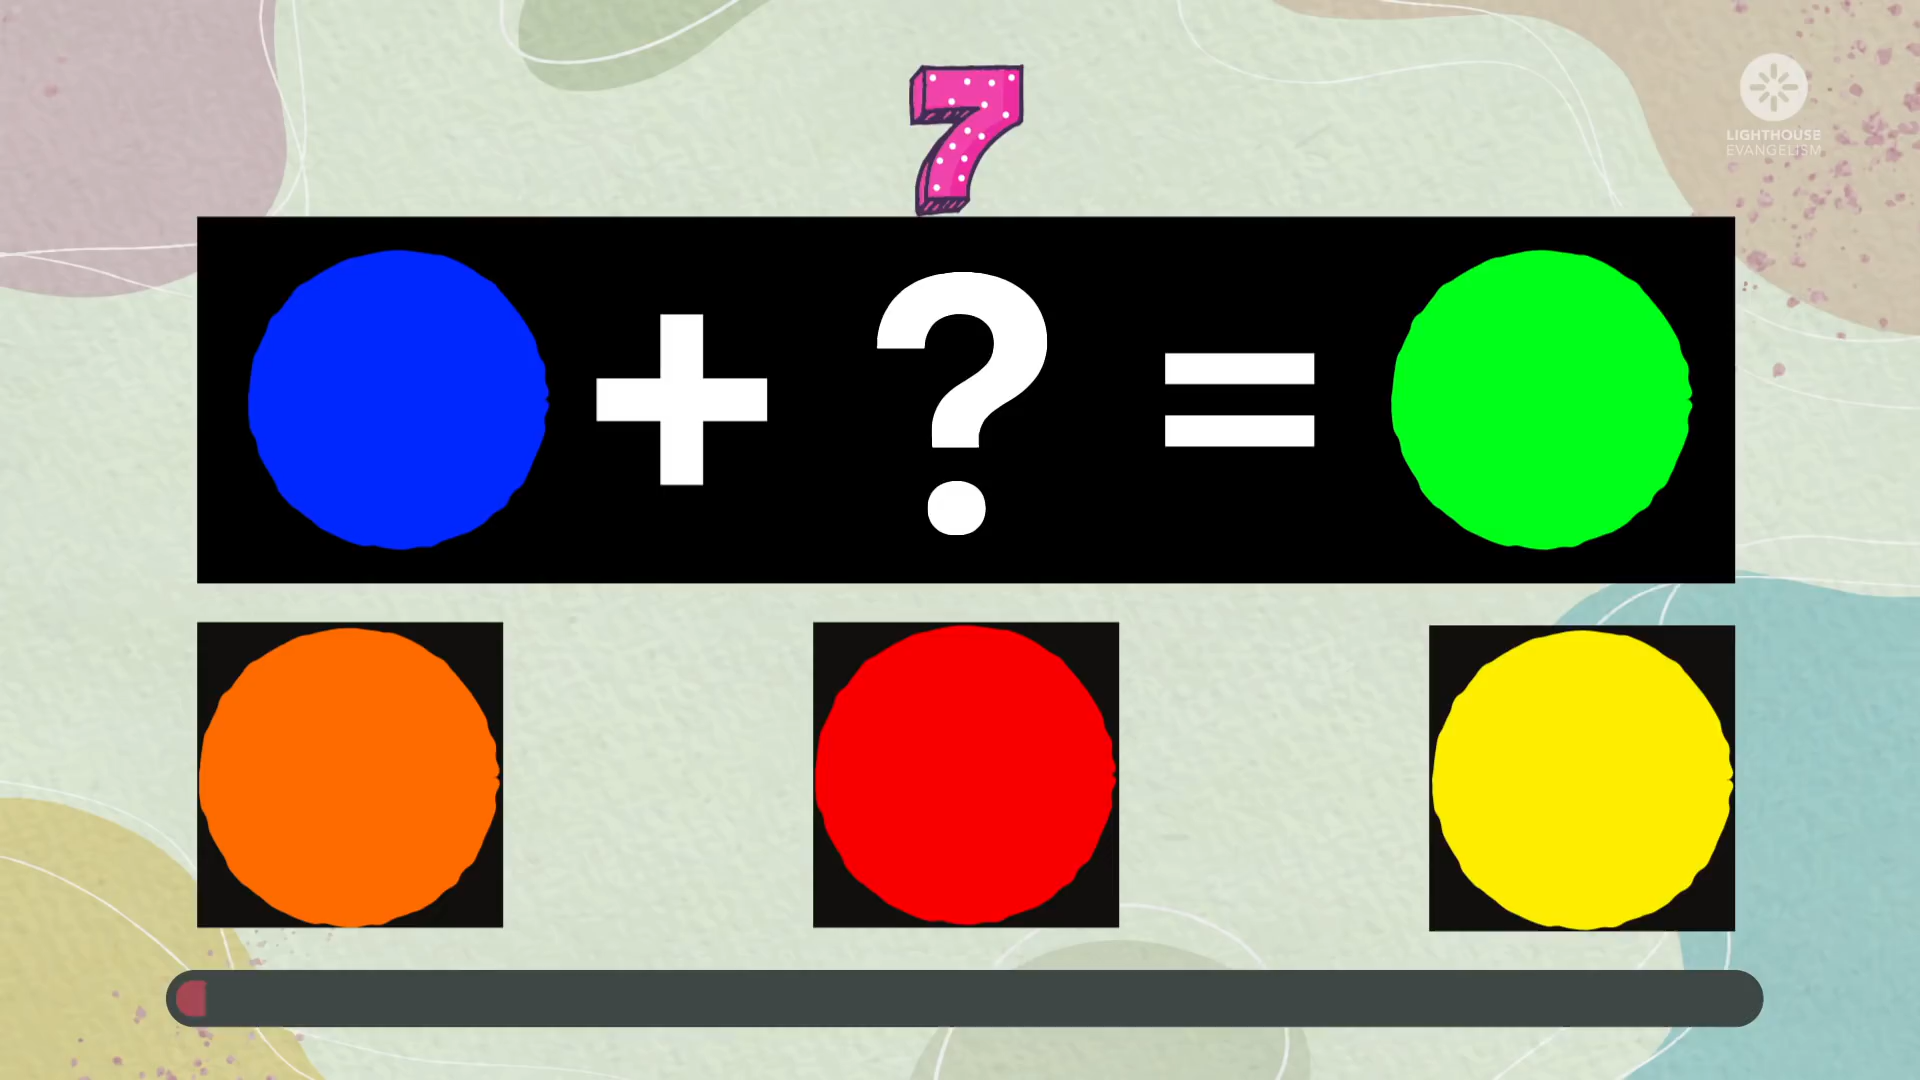 7
LIGHTHOUSE
EVANGELISM
+ ? =